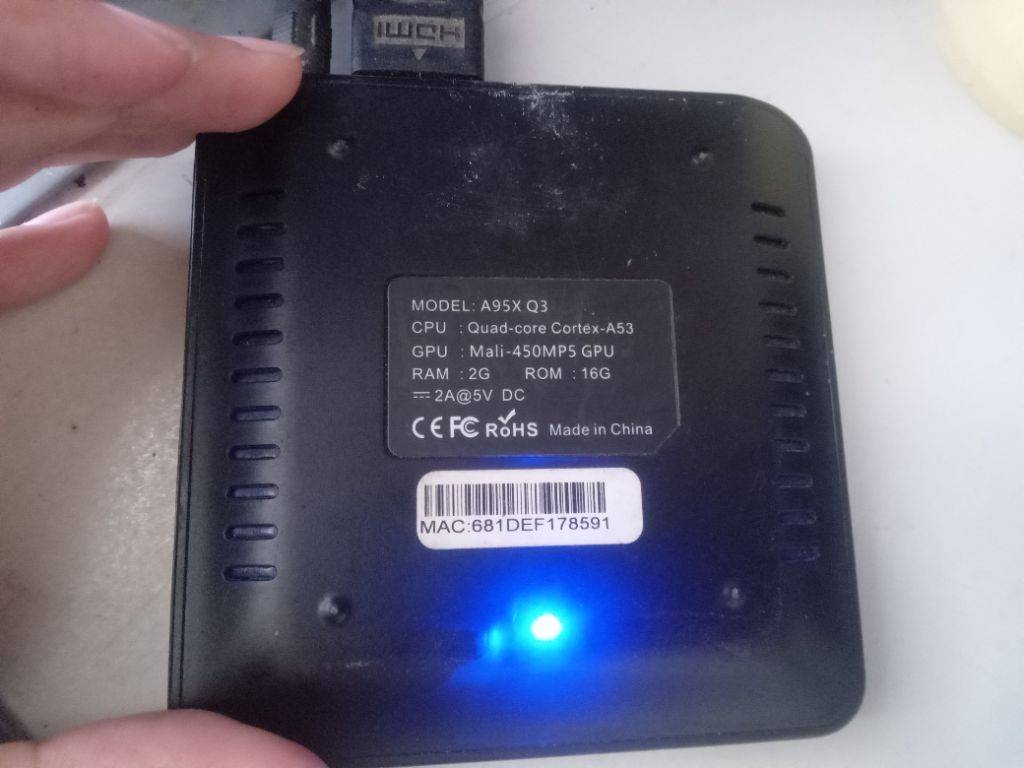 HDMI
MODEL: A95X Q3
CPU : Quad-core Cortex-A53
GPU : Mali-450MP5 GPU
RAM : 2G ROM : 16G
⎓ 2A@5V DC
CE FC RoHS Made in China
MAC:681DEF178591